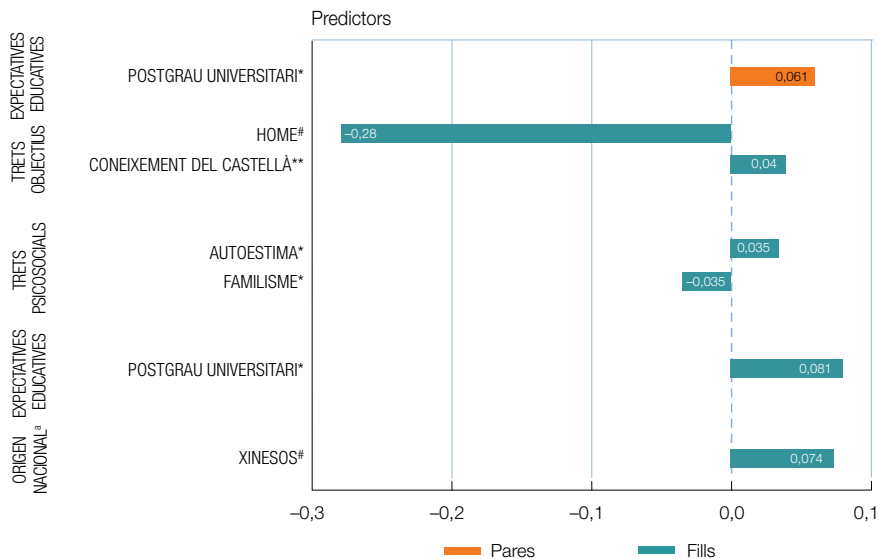 Predictors
EXPECTATIVES
EDUCATIVES
POSTGRAU UNIVERSITARI*
0,061
TRETS
OBJECTIUS
HOME#
–0,28
CONEIXEMENT DEL CASTELLÀ**
0,04
TRETS
PSICOSOCIALS
AUTOESTIMA*
0,035
FAMILISME*
–0,035
EXPECTATIVES
EDUCATIVES
POSTGRAU UNIVERSITARI*
0,081
ORIGEN
NACIONALª
XINESOS#
0,074
–0,3 –0,2 –0,1 0,0 0,1
Pares Fills